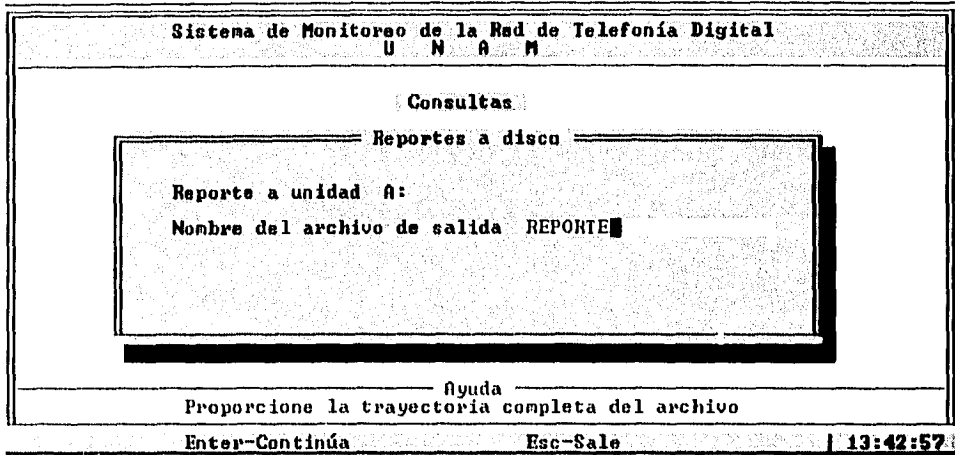 Sistema de Monitoreo de la Red de Telefonía Digital
U N A M
Consultas
Reportes a disco
Reporte a unidad A:
Nombre del archivo de salida REPORTE
Ayuda
Proporcione la trayectoria completa del archivo
Enter-Continúa Esc-Sale 13:42:57